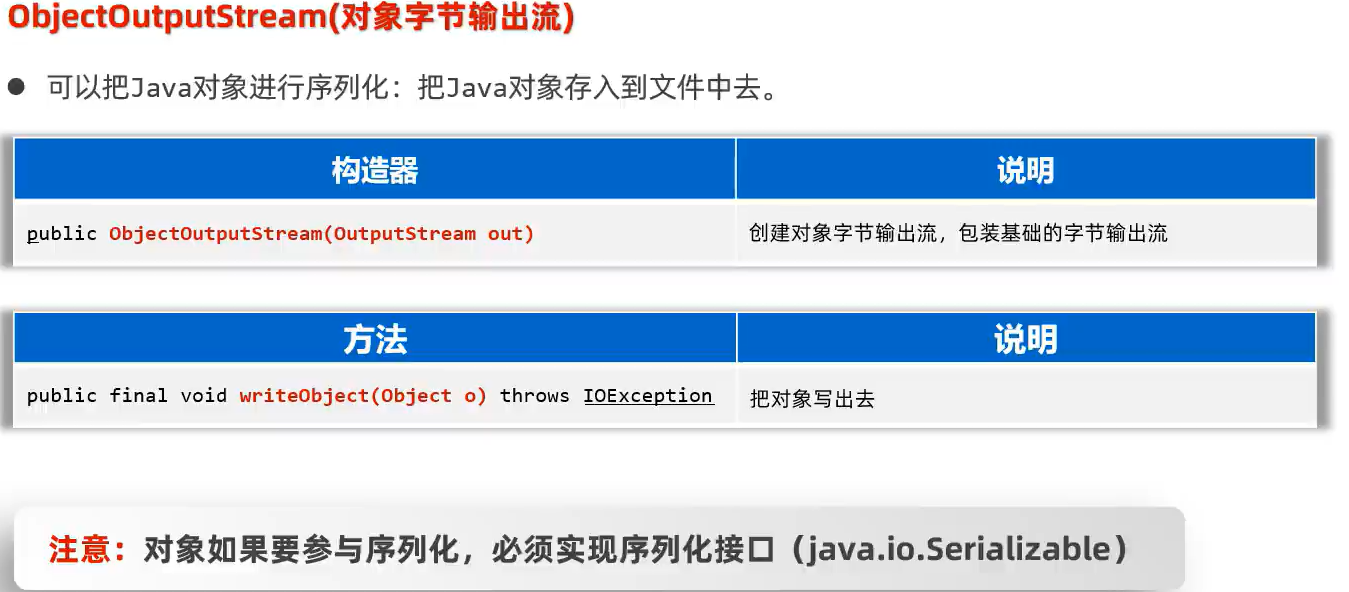 ObjectOutputStream(对象字节输出流)
● 可以把Java对象进行序列化：把Java对象存入到文件中去。
构造器 说明
public ObjectOutputStream(OutputStream out) 创建对象字节输出流，包装基础的字节输出流
方法 说明
public final void writeObject(Object o) throws IOException 把对象写出去
注意：对象如果要参与序列化，必须实现序列化接口（java.io.Serializable）